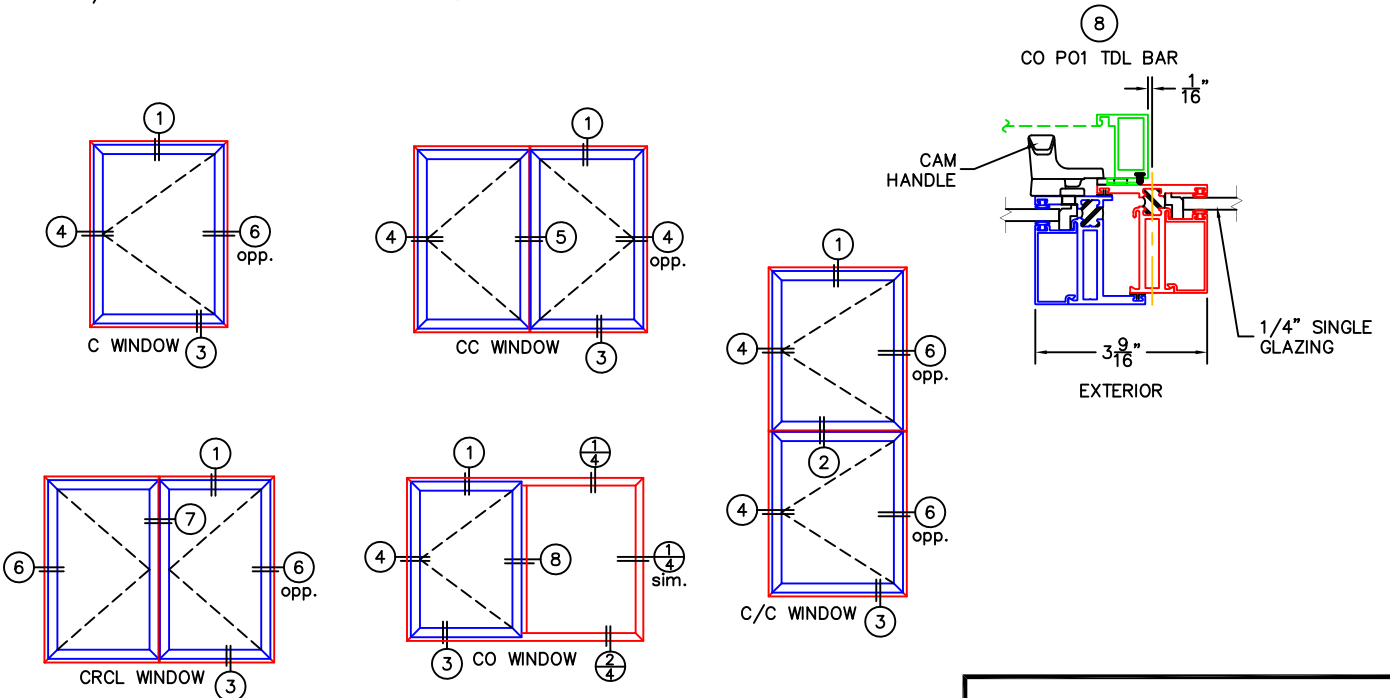 8
CO PO1 TDL BAR
1/16"
CAM
HANDLE
1/4" SINGLE
GLAZING
3 9/16"
EXTERIOR
1
4
6
opp.
3
C WINDOW
1
4
5
4
opp.
3
CC WINDOW
1
4
6
opp.
2
4
6
opp.
3
C/C WINDOW
1
7
6
6
opp.
3
CRCL WINDOW
1
1/4
4
8
1/4
sim.
3
2/4
CO WINDOW